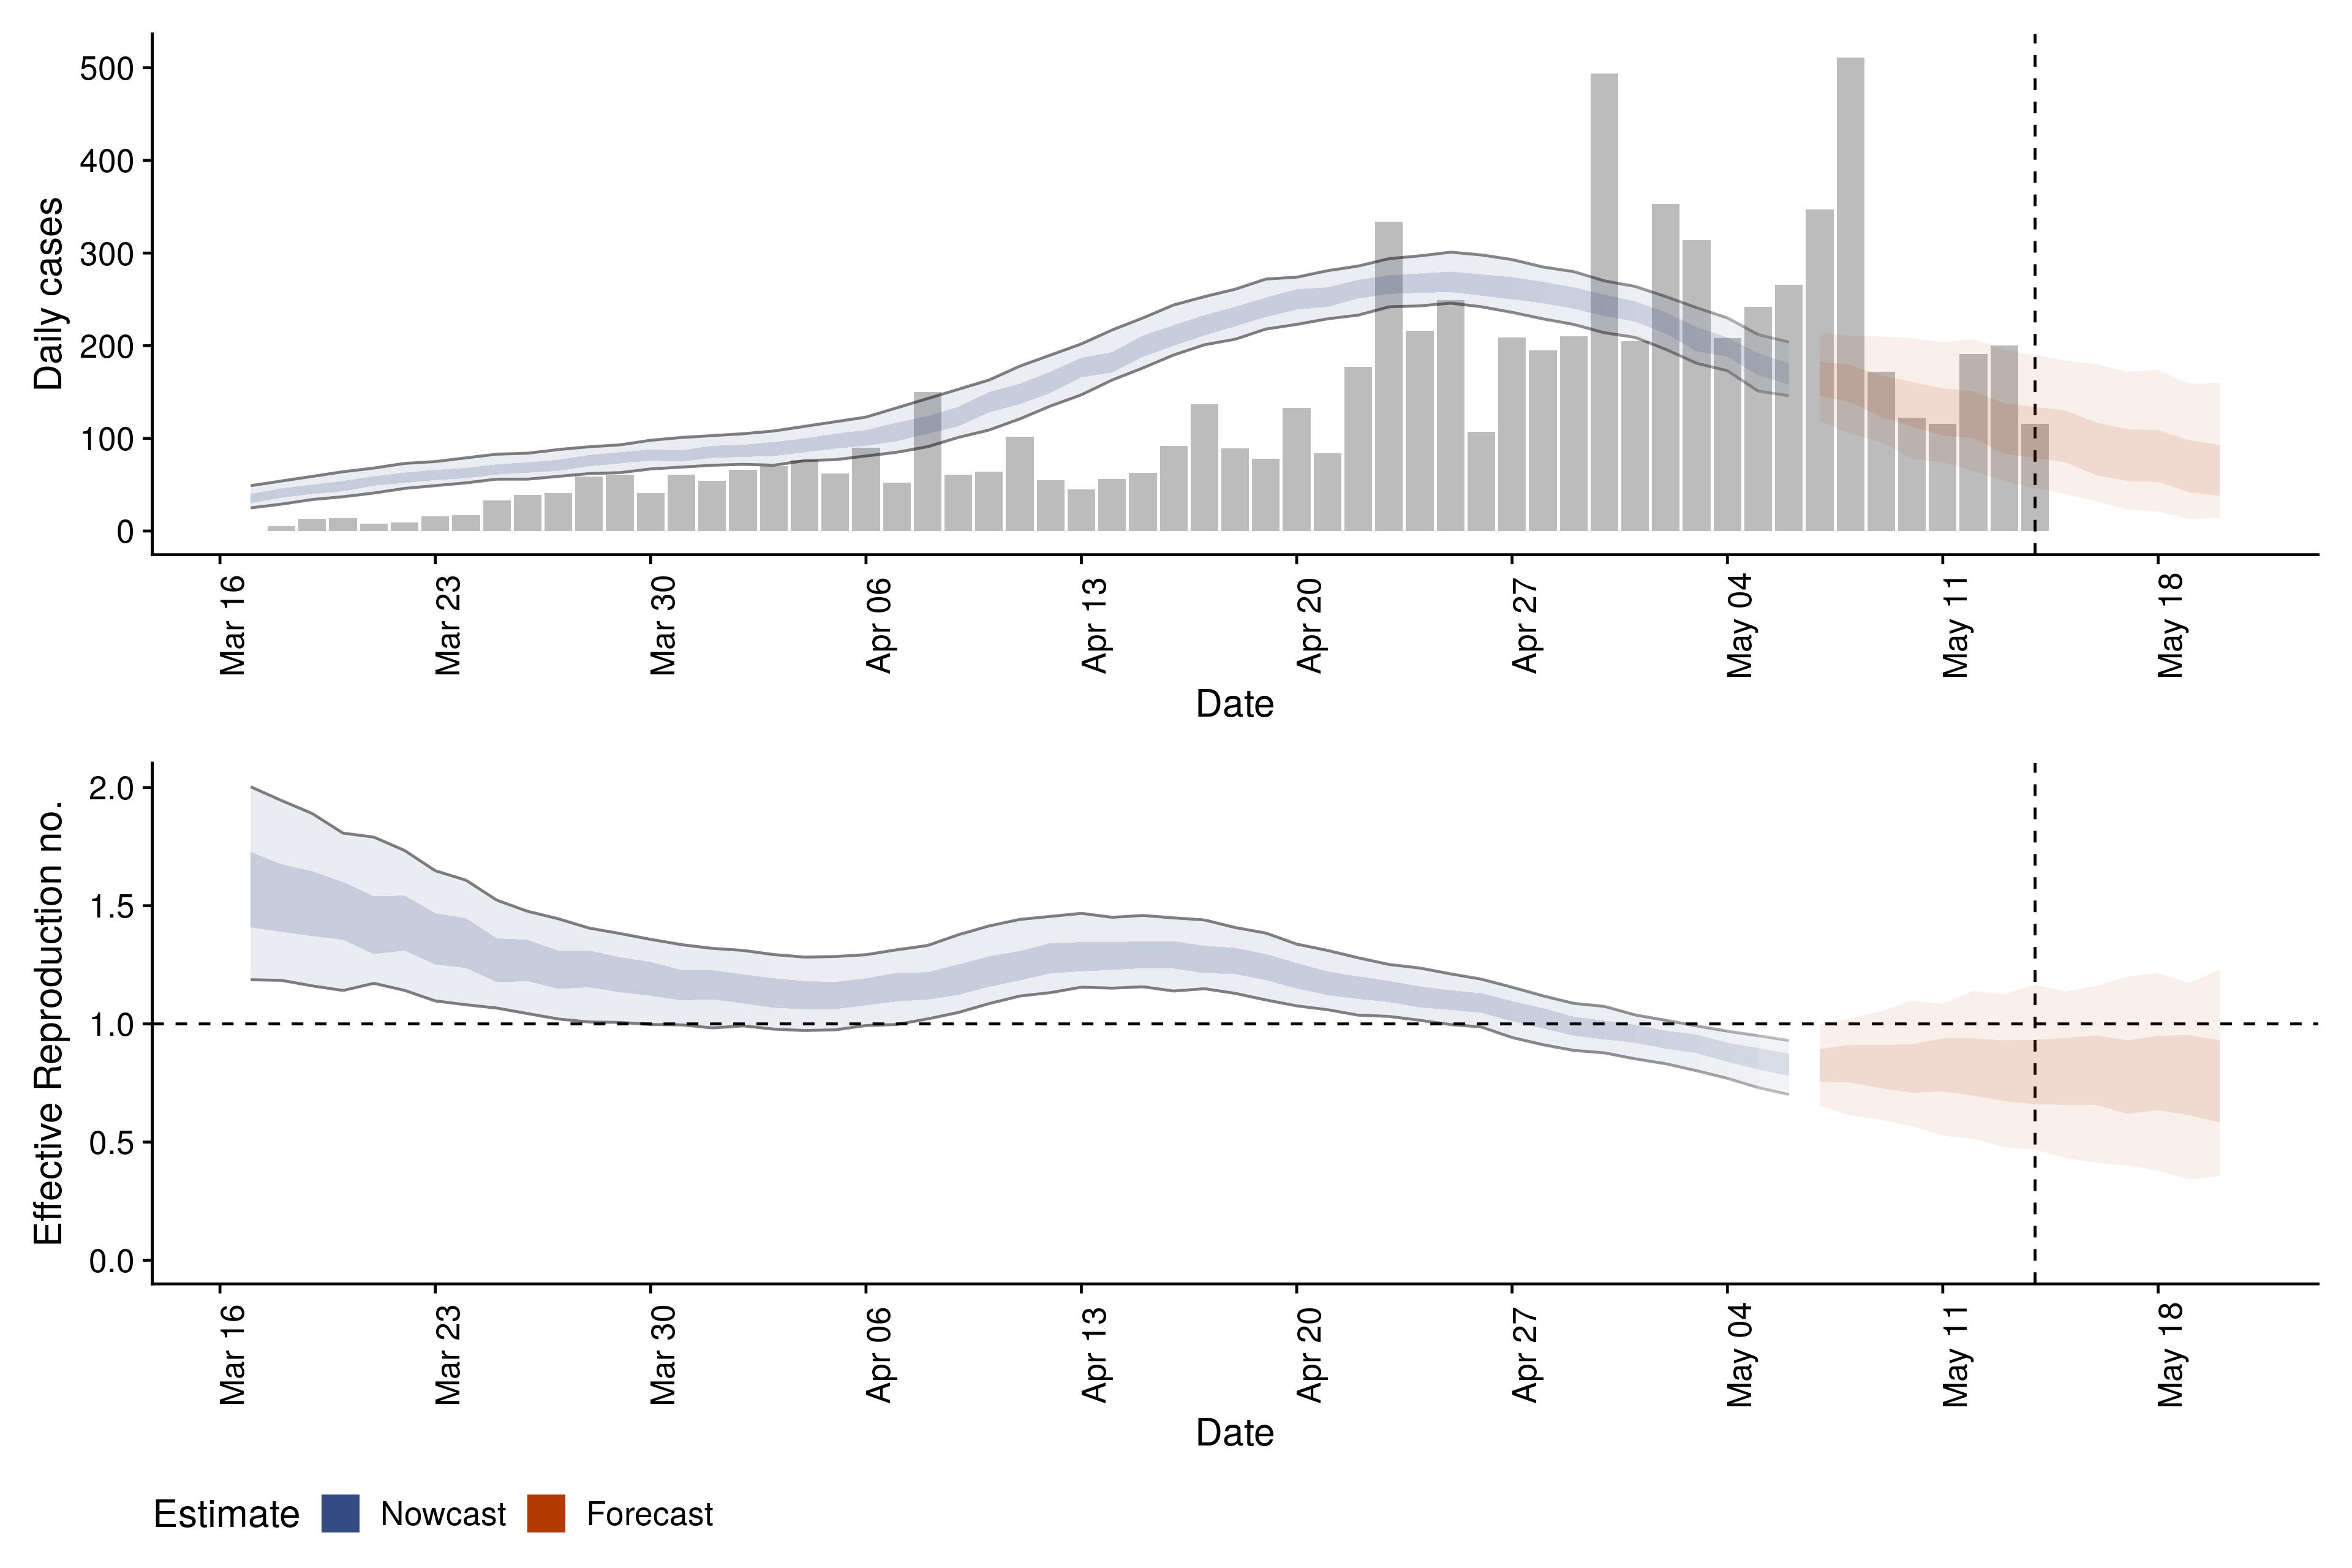 Daily cases
500
400
300
200
100
0
Mar 16
Mar 23
Mar 30
Apr 06
Apr 13
Apr 20
Apr 27
May 04
May 11
May 18
Date
Effective Reproduction no.
2.0
1.5
1.0
0.5
0.0
Mar 16
Mar 23
Mar 30
Apr 06
Apr 13
Apr 20
Apr 27
May 04
May 11
May 18
Date
Estimate Nowcast Forecast